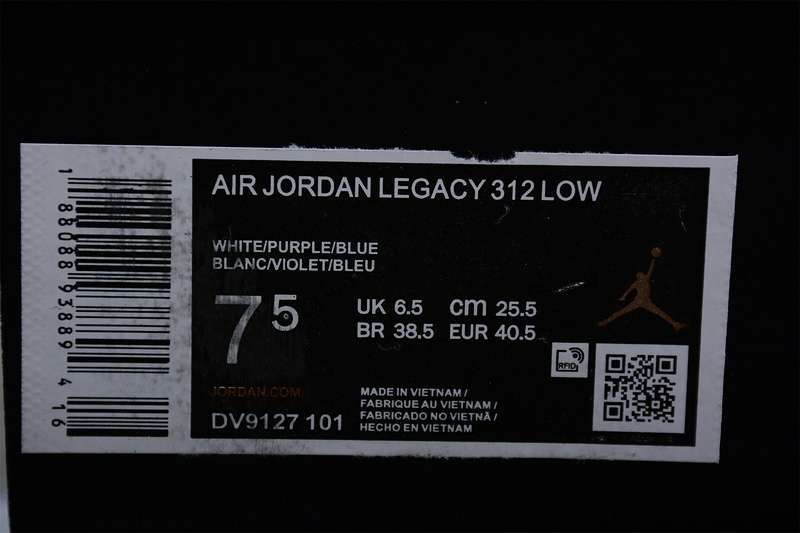 AIR JORDAN LEGACY 312 LOW
WHITE/PURPLE/BLUE
BLANC/VIOLET/BLEU
7.5
UK 6.5 cm 25.5
BR 38.5 EUR 40.5
RFID
JORDAN.COM
DV9127 101
MADE IN VIETNAM /
FABRIQUE AU VIETNAM /
FABRICADO NO VIETNÃ /
HECHO EN VIETNAM
1 88088 93889 4 16